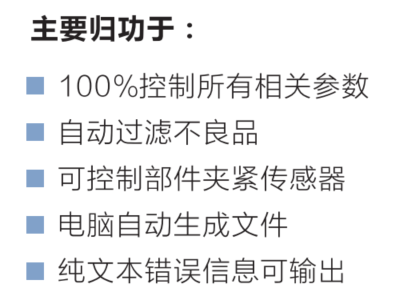 主要归功于：
100%控制所有相关参数
自动过滤不良品
可控制部件夹紧传感器
电脑自动生成文件
纯文本错误信息可输出